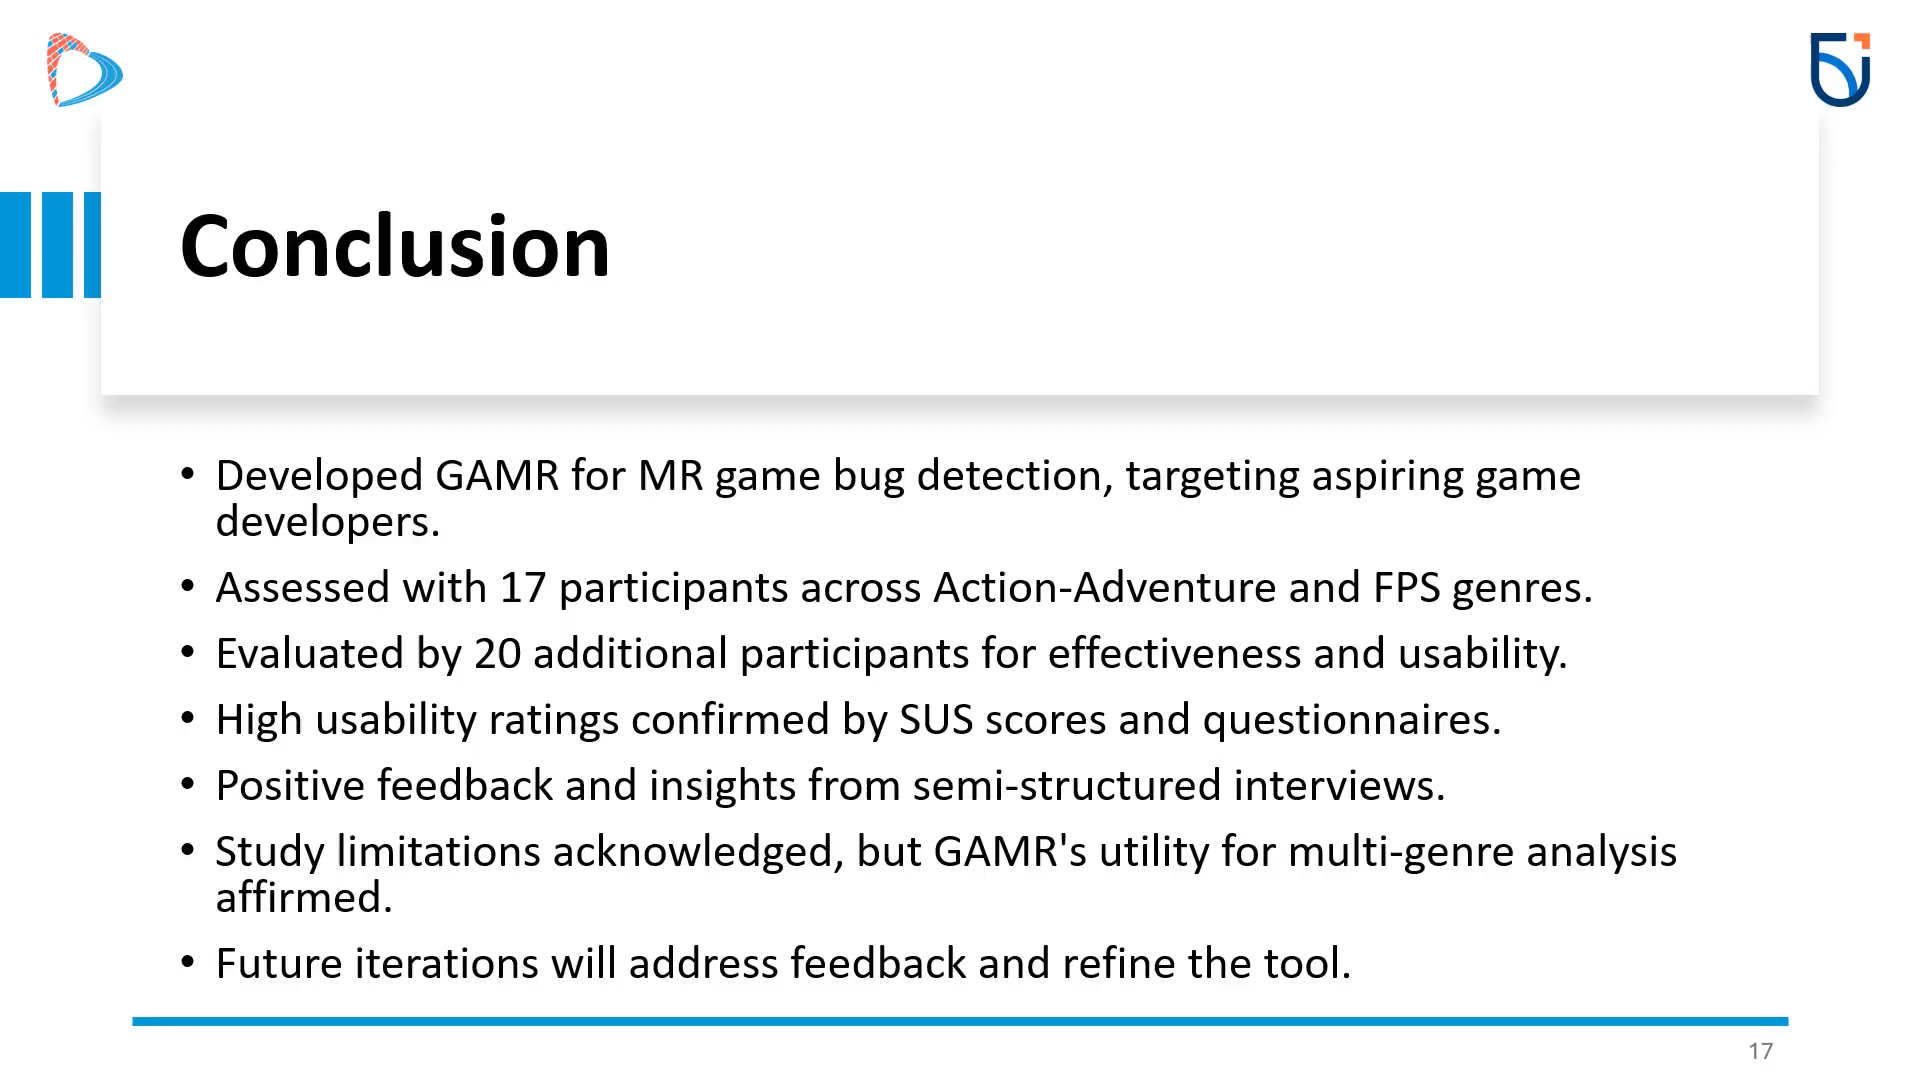 Conclusion
• Developed GAMR for MR game bug detection, targeting aspiring game
developers.
• Assessed with 17 participants across Action-Adventure and FPS genres.
• Evaluated by 20 additional participants for effectiveness and usability.
• High usability ratings confirmed by SUS scores and questionnaires.
• Positive feedback and insights from semi-structured interviews.
• Study limitations acknowledged, but GAMR's utility for multi-genre analysis
affirmed.
• Future iterations will address feedback and refine the tool.
17